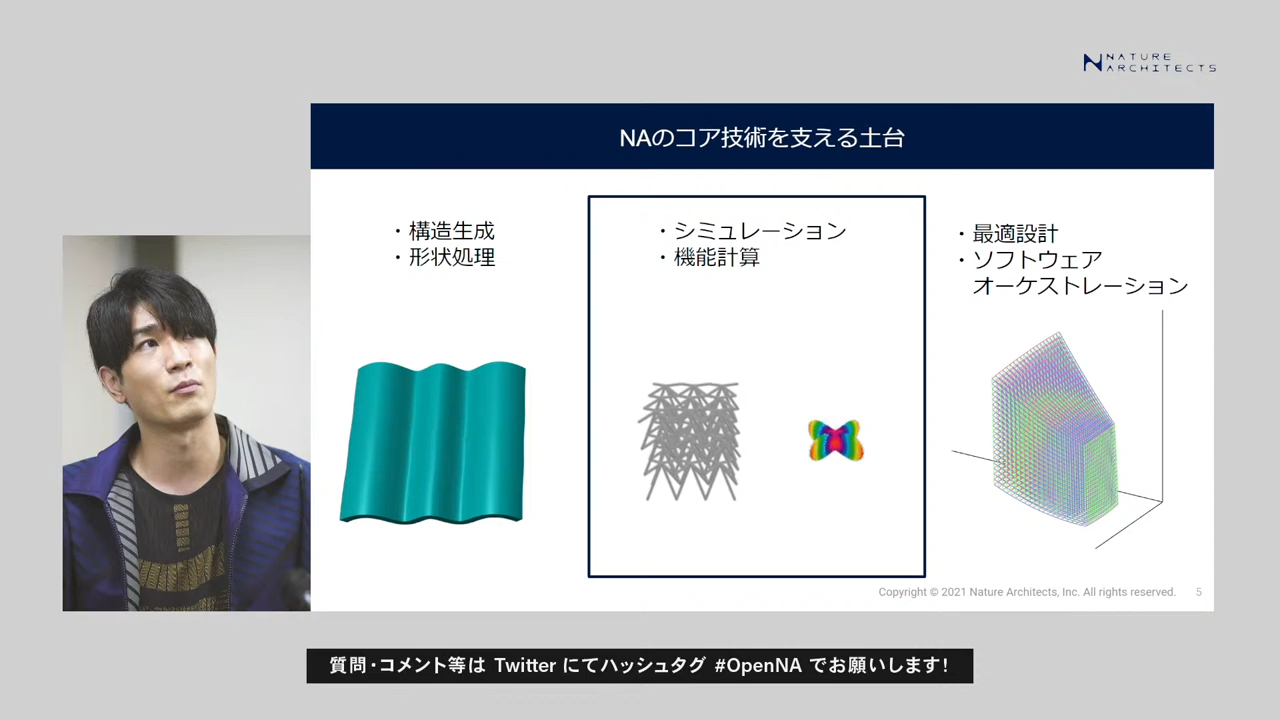 NATURE
ARCHITECTS
NAのコア技術を支える土台
・構造生成
・形状処理
・シミュレーション
・機能計算
・最適設計
・ソフトウェア
オーケストレーション
Copyright © 2021 Nature Architects, Inc. All rights reserved. 5
質問・コメント等は Twitter にてハッシュタグ #OpenNA でお願いします!